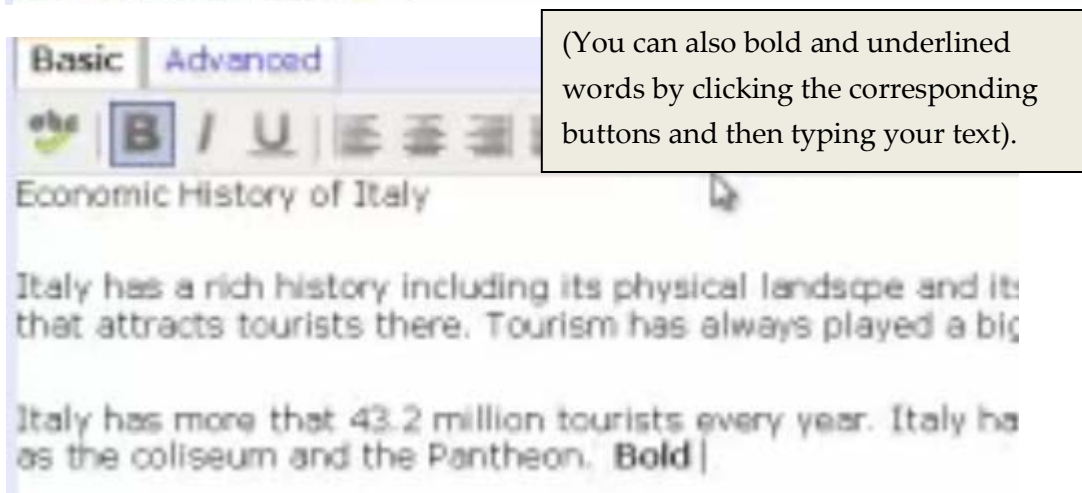 (You can also bold and underlined
words by clicking the corresponding
buttons and then typing your text).
Basic Advanced
abc B I U
Economic History of Italy
Italy has a rich history including its physical landscpe and its
that attracts tourists there. Tourism has always played a big
Italy has more that 43.2 million tourists every year. Italy ha
as the coliseum and the Pantheon. Bold